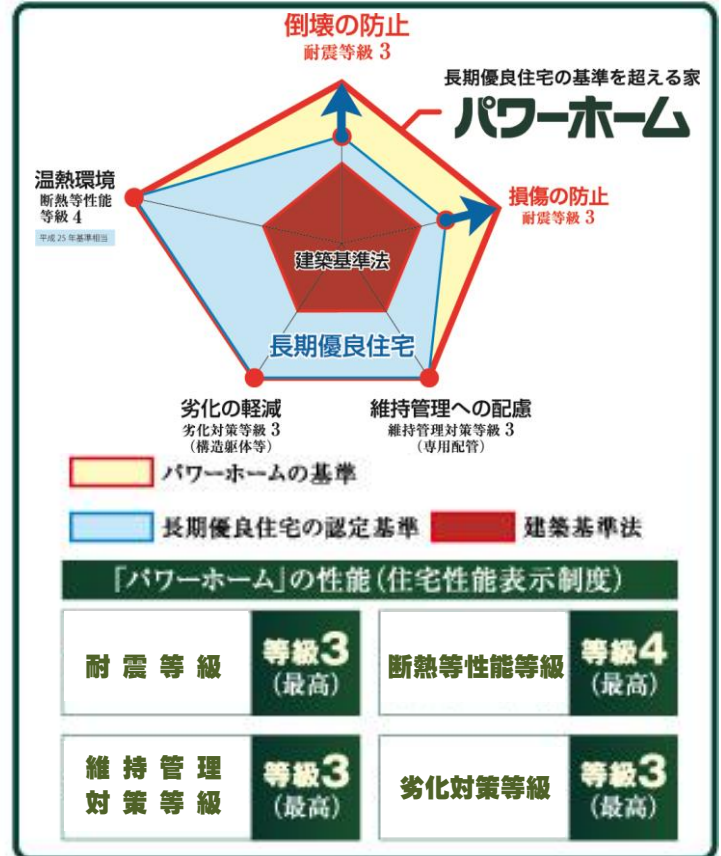 倒壊の防止
耐震等級 3
長期優良住宅の基準を超える家
パワーホーム
温熱環境
断熱等性能
等級 4
平成25年基準相当
損傷の防止
耐震等級 3
建築基準法
長期優良住宅
劣化の軽減
劣化対策等級 3
(構造躯体等)
維持管理への配慮
維持管理対策等級 3
(専用配管)
パワーホームの基準
長期優良住宅の認定基準
建築基準法
「パワーホーム」の性能(住宅性能表示制度)
耐震等級
等級3
(最高)
断熱等性能等級
等級4
(最高)
維持管理
対策等級
等級3
(最高)
劣化対策等級
等級3
(最高)